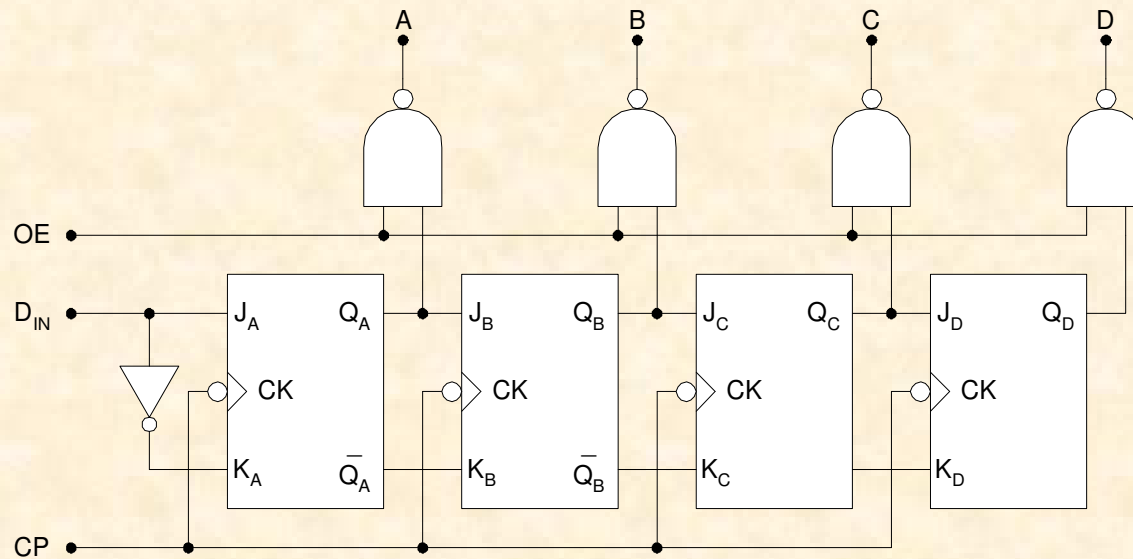 A B C D
OE
D_IN J_A Q_A J_B Q_B J_C Q_C J_D Q_D
CK CK CK CK
K_A Q̅_A K_B Q̅_B K_C K_D
CP